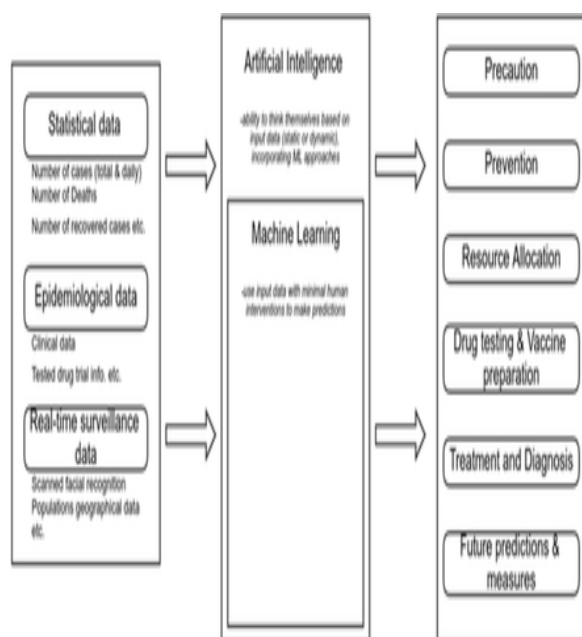 Statistical data
Number of cases (total & daily)
Number of Deaths
Number of recovered cases etc.
Epidemiological data
Clinical data
Tested drug trial info. etc.
Real-time surveillance
data
Scanned facial recognition
Populations geographical data
etc.
Artificial Intelligence
-ability to think themselves based on
input data (static or dynamic),
incorporating ML approaches
Machine Learning
-use input data with minimal human
interventions to make predictions
Precaution
Prevention
Resource Allocation
Drug testing & Vaccine
preparation
Treatment and Diagnosis
Future predictions &
measures